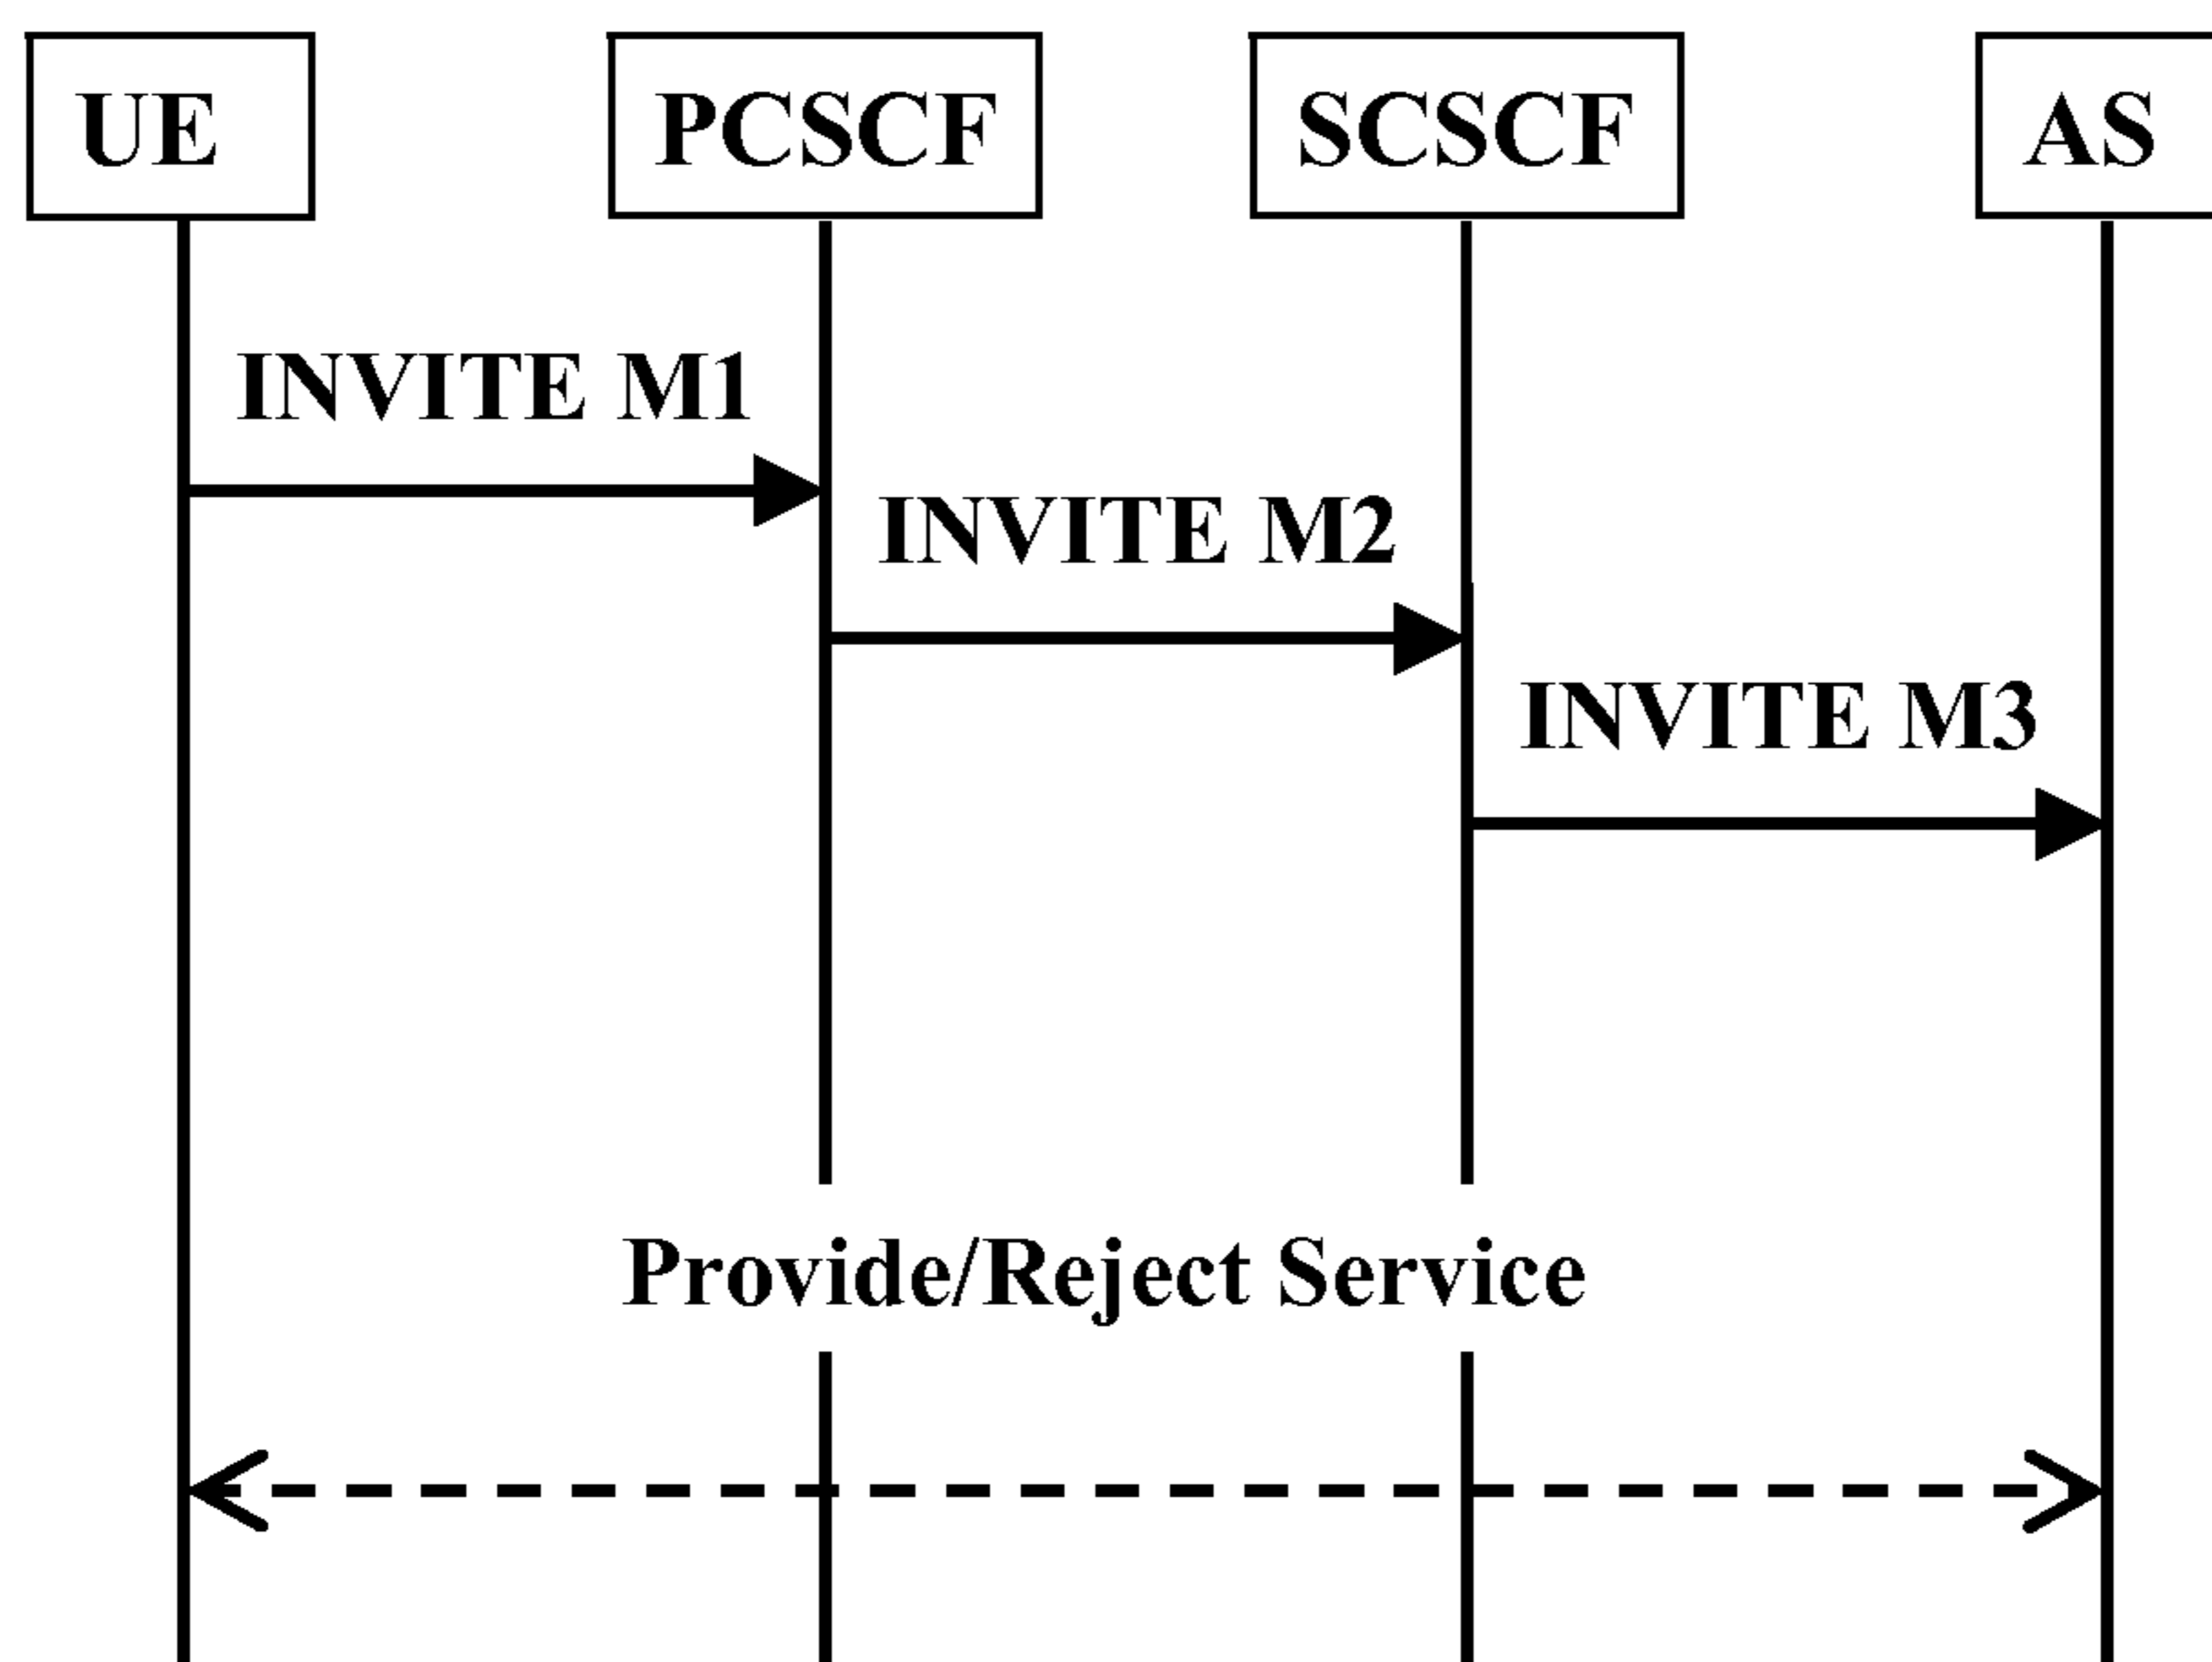 UE
PCSCF
SCSCF
AS
INVITE M1
INVITE M2
INVITE M3
Provide/Reject Service